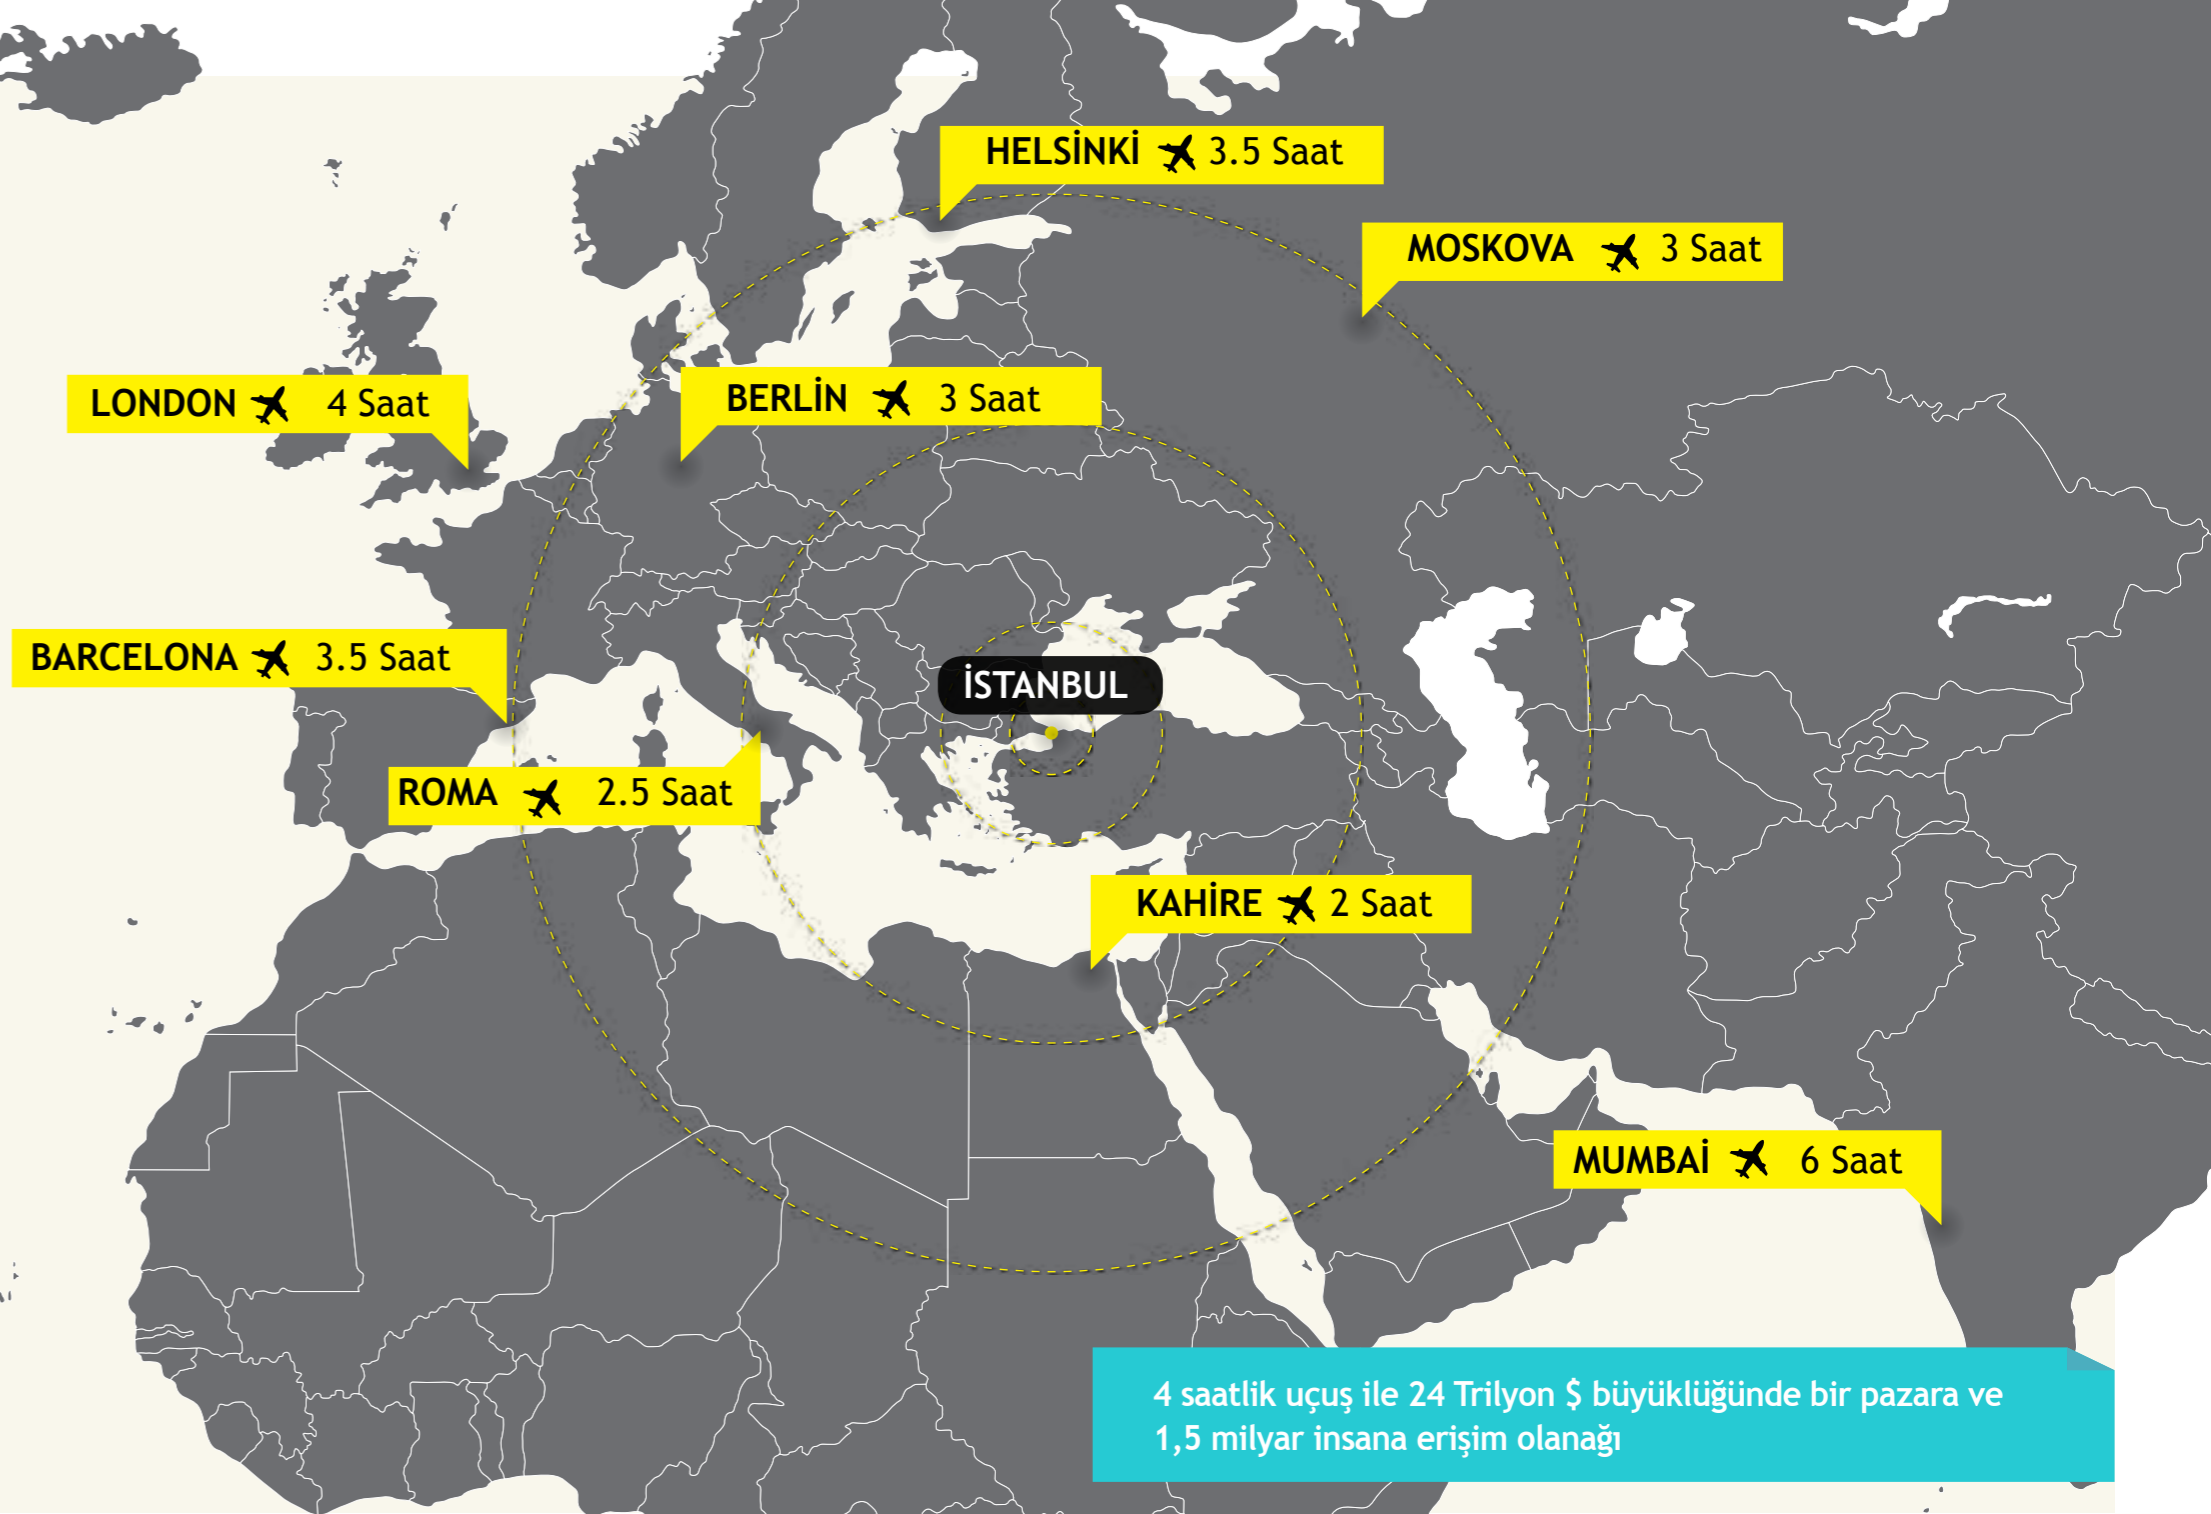 HELSİNKİ 3.5 Saat
MOSKOVA 3 Saat
LONDON 4 Saat
BERLİN 3 Saat
BARCELONA 3.5 Saat
İSTANBUL
ROMA 2.5 Saat
KAHİRE 2 Saat
MUMBAİ 6 Saat
4 saatlik uçuş ile 24 Trilyon $ büyüklüğünde bir pazara ve
1,5 milyar insana erişim olanağı